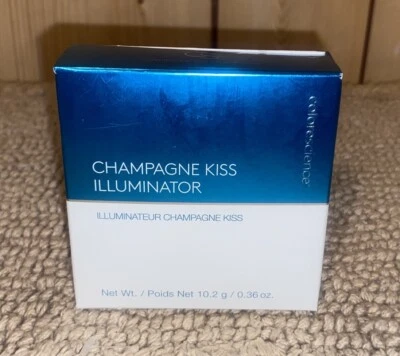 colorescience
CHAMPAGNE KISS
ILLUMINATOR
ILLUMINATEUR CHAMPAGNE KISS
Net Wt. / Poids Net 10.2 g / 0.36 oz.